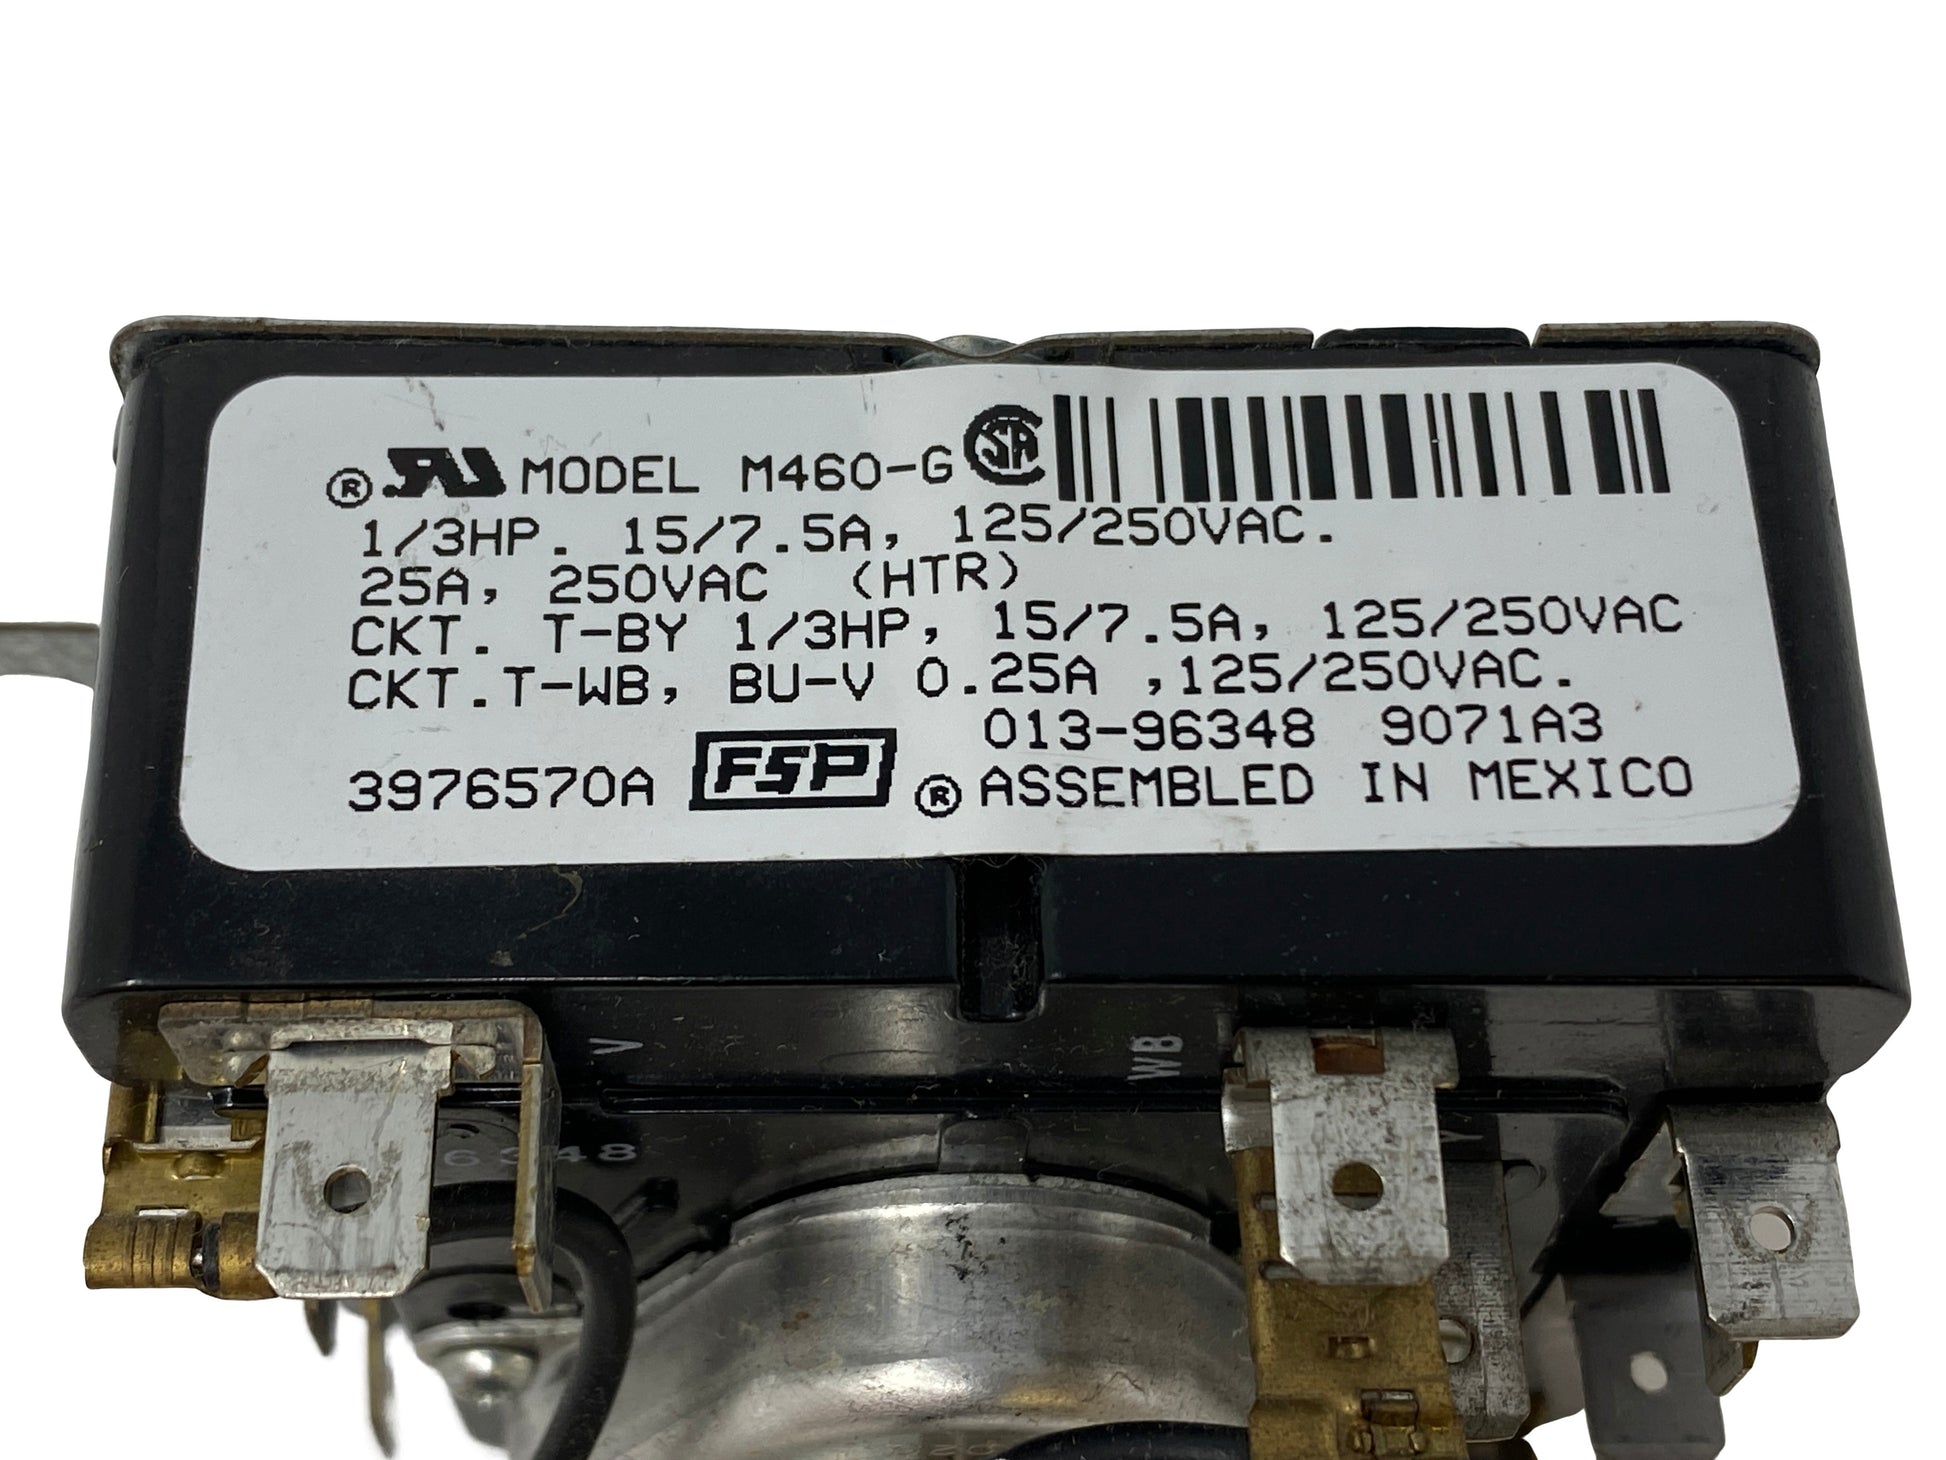 ® RU MODEL M460-G SA
1/3HP. 15/7.5A, 125/250VAC.
25A, 250VAC (HTR)
CKT. T-BY 1/3HP, 15/7.5A, 125/250VAC
CKT.T-WB, BU-V 0.25A ,125/250VAC.
013-96348 9071A3
3976570A FSP ® ASSEMBLED IN MEXICO
V
WB
Y
6348